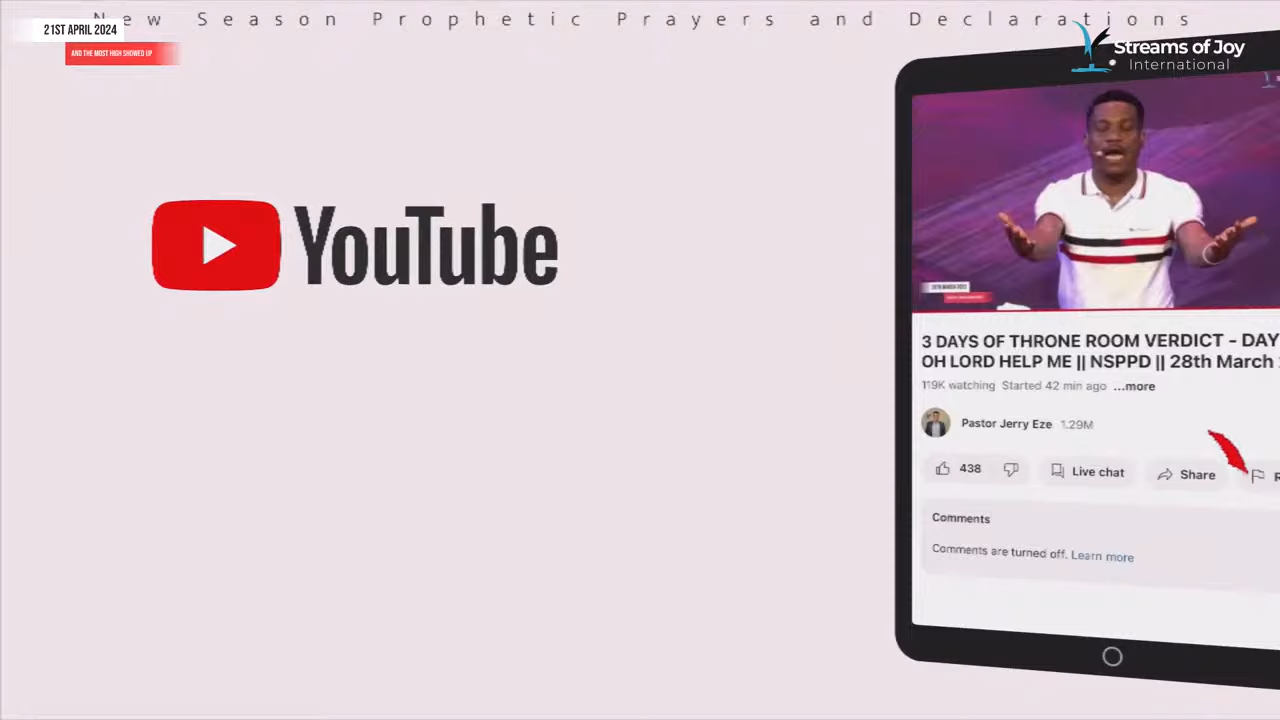 New Season Prophetic Prayers and Declarations
21ST APRIL 2024
AND THE MOST HIGH SHOWED UP
Streams of Joy
International
YouTube
28TH MARCH 2023
3 DAYS OF THRONE ROOM VERDICT - DAY
OH LORD HELP ME || NSPPD || 28th March
119K watching Started 42 min ago ...more
Pastor Jerry Eze 1.29M
438 Live chat Share R
Comments
Comments are turned off. Learn more